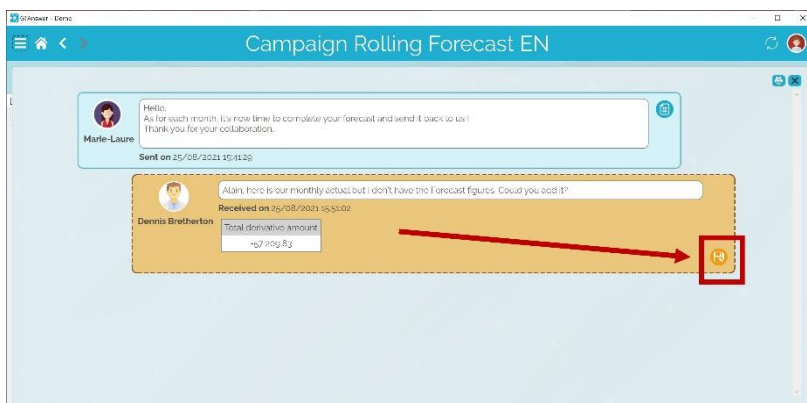 GTAnswer - Demo
Campaign Rolling Forecast EN
Hello,
As for each month, it's now time to complete your forecast and send it back to us !
Thank you for your collaboration.
Marie-Laure
Sent on 25/08/2021 15:41:29
Alain, here is our monthly actual but I don't have the Forecast figures. Could you add it?
Received on 25/08/2021 15:51:02
Dennis Bretherton
Total derivative amount